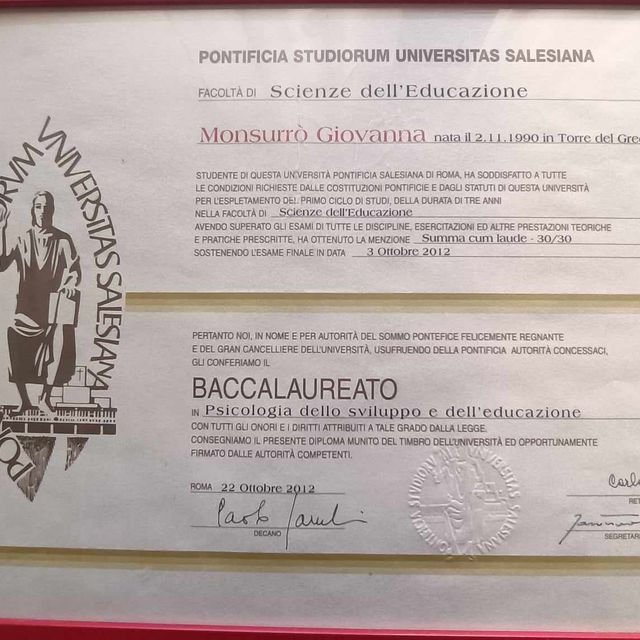 PONTIFICIA STUDIORUM UNIVERSITAS SALESIANA
FACOLTÀ DI Scienze dell'Educazione
Monsurrò Giovanna nata il 2.11.1990 in Torre del Gre
STUDENTE DI QUESTA UNIVERSITÀ PONTIFICIA SALESIANA DI ROMA, HA SODDISFATTO A TUTTE
LE CONDIZIONI RICHIESTE DALLE COSTITUZIONI PONTIFICIE E DAGLI STATUTI DI QUESTA UNIVERSITÀ
PER L'ESPLETAMENTO DEL PRIMO CICLO DI STUDI, DELLA DURATA DI TRE ANNI
NELLA FACOLTÀ DI Scienze dell'Educazione
AVENDO SUPERATO GLI ESAMI DI TUTTE LE DISCIPLINE, ESERCITAZIONI ED ALTRE PRESTAZIONI TEORICHE
E PRATICHE PRESCRITTE, HA OTTENUTO LA MENZIONE Summa cum laude - 30/30
SOSTENENDO L'ESAME FINALE IN DATA 3 Ottobre 2012
UNIVERSITAS SALESIANA
PERTANTO NOI, IN NOME E PER AUTORITÀ DEL SOMMO PONTEFICE FELICEMENTE REGNANTE
E DEL GRAN CANCELLIERE DELL'UNIVERSITÀ, USUFRUENDO DELLA PONTIFICIA AUTORITÀ CONCESSACI,
GLI CONFERIAMO IL
BACCALAUREATO
IN Psicologia dello sviluppo e dell'educazione
CON TUTTI GLI ONORI E I DIRITTI ATTRIBUITI A TALE GRADO DALLA LEGGE.
CONSEGNIAMO IL PRESENTE DIPLOMA MUNITO DEL TIMBRO DELL'UNIVERSITÀ ED OPPORTUNAMENTE
FIRMATO DALLE AUTORITÀ COMPETENTI.
ROMA 22 Ottobre 2012
DECANO
Carlo
RET
SEGRETAR